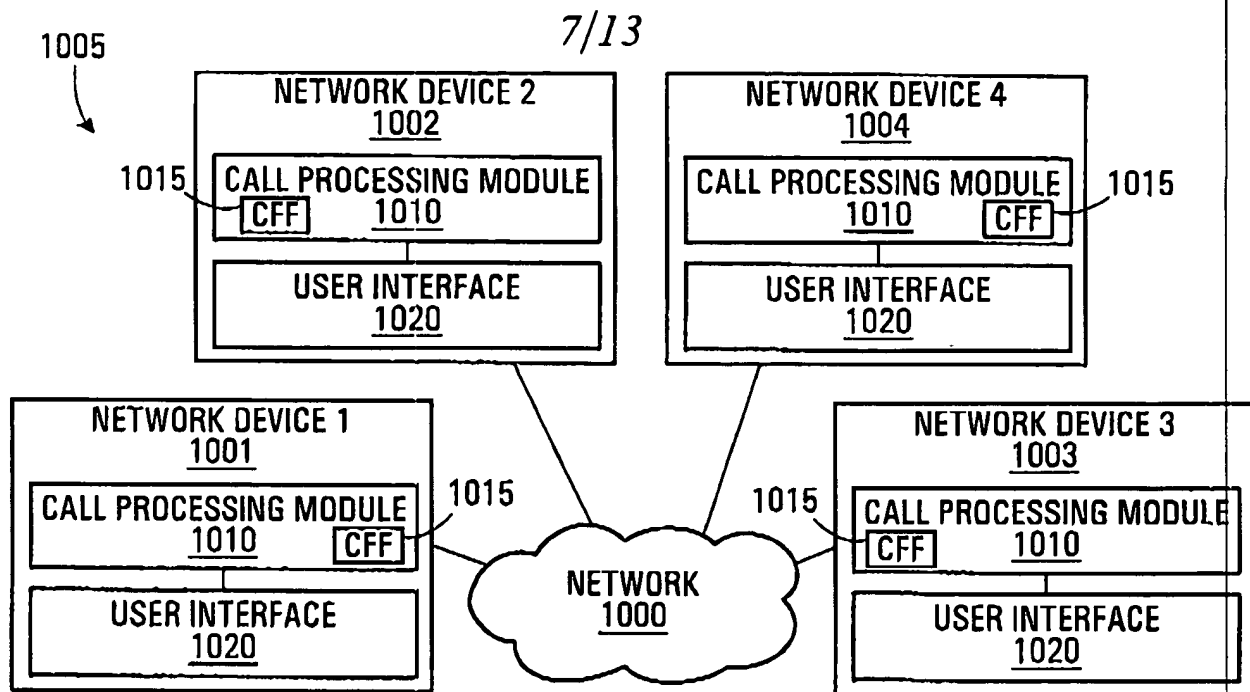 7/13
1005
NETWORK DEVICE 2
1002
1015
CALL PROCESSING MODULE
CFF
1010
USER INTERFACE
1020
NETWORK DEVICE 4
1004
CALL PROCESSING MODULE
1015
1010
CFF
USER INTERFACE
1020
NETWORK DEVICE 1
1001
1015
CALL PROCESSING MODULE
1010
CFF
USER INTERFACE
1020
NETWORK
1000
NETWORK DEVICE 3
1003
1015
CALL PROCESSING MODULE
CFF
1010
USER INTERFACE
1020